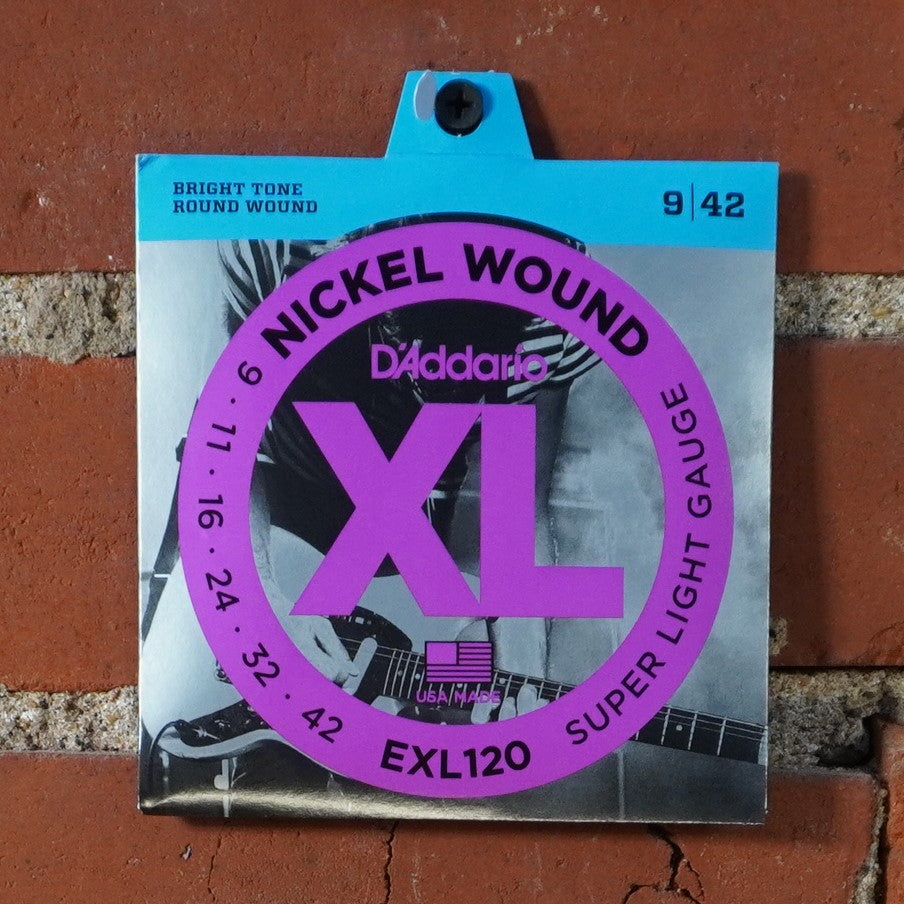 BRIGHT TONE
ROUND WOUND
9|42
NICKEL WOUND
D'Addario
XL
9 · 11 · 16 · 24 · 32 · 42
SUPER LIGHT GAUGE
USA MADE
EXL120